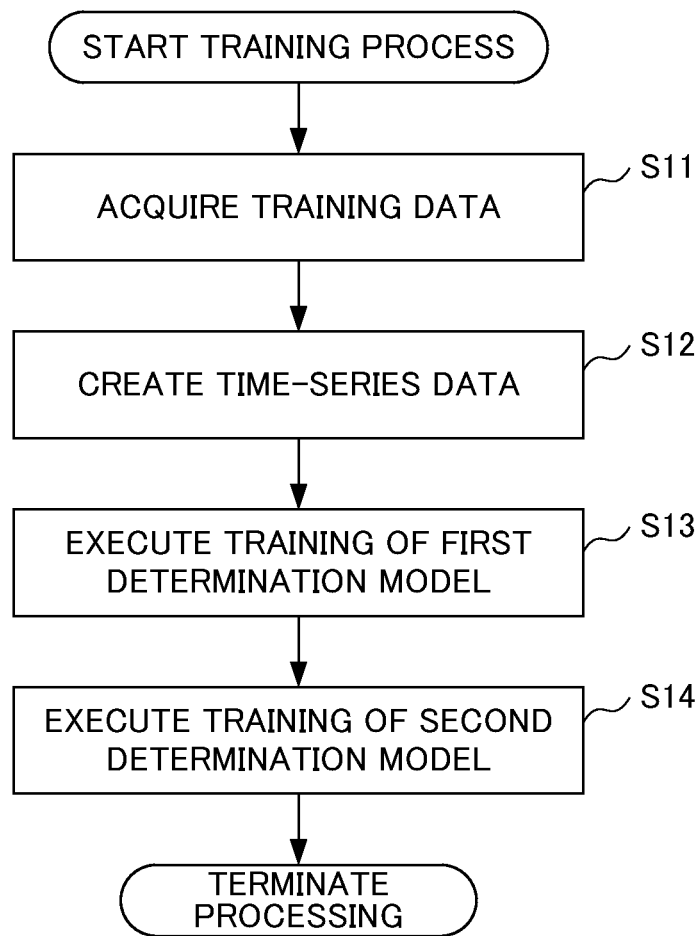 START TRAINING PROCESS
ACQUIRE TRAINING DATA
S11
CREATE TIME-SERIES DATA
S12
EXECUTE TRAINING OF FIRST
DETERMINATION MODEL
S13
EXECUTE TRAINING OF SECOND
DETERMINATION MODEL
S14
TERMINATE
PROCESSING